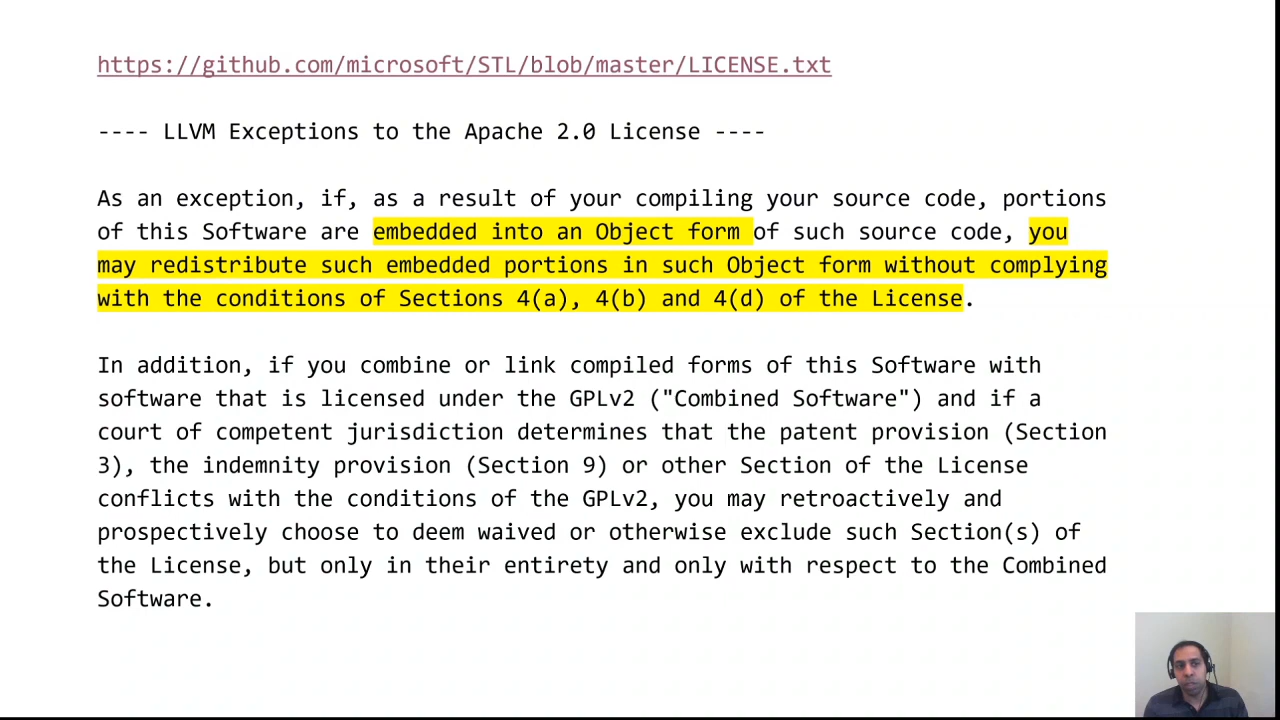 https://github.com/microsoft/STL/blob/master/LICENSE.txt
---- LLVM Exceptions to the Apache 2.0 License ----
As an exception, if, as a result of your compiling your source code, portions
of this Software are embedded into an Object form of such source code, you
may redistribute such embedded portions in such Object form without complying
with the conditions of Sections 4(a), 4(b) and 4(d) of the License.
In addition, if you combine or link compiled forms of this Software with
software that is licensed under the GPLv2 ("Combined Software") and if a
court of competent jurisdiction determines that the patent provision (Section
3), the indemnity provision (Section 9) or other Section of the License
conflicts with the conditions of the GPLv2, you may retroactively and
prospectively choose to deem waived or otherwise exclude such Section(s) of
the License, but only in their entirety and only with respect to the Combined
Software.